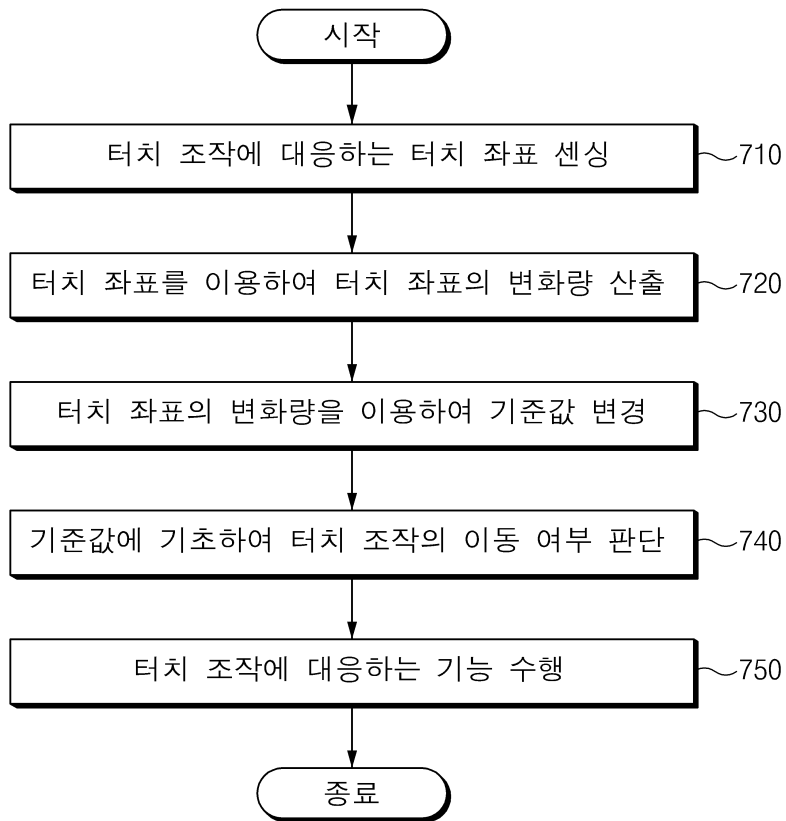 시작
터치 조작에 대응하는 터치 좌표 센싱 710
터치 좌표를 이용하여 터치 좌표의 변화량 산출 720
터치 좌표의 변화량을 이용하여 기준값 변경 730
기준값에 기초하여 터치 조작의 이동 여부 판단 740
터치 조작에 대응하는 기능 수행 750
종료